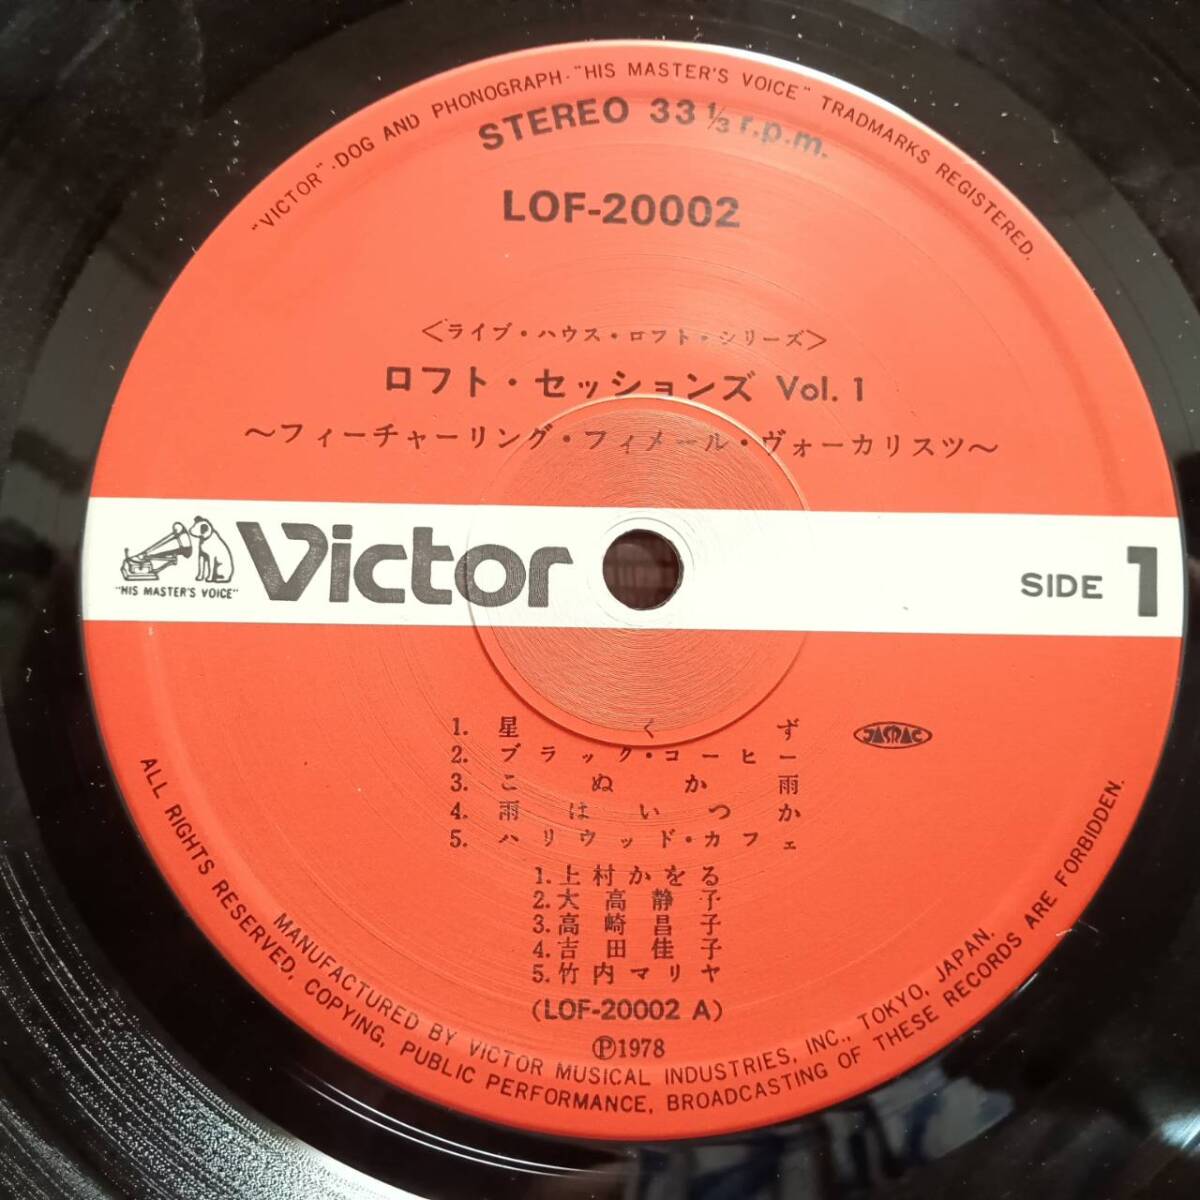 "VICTOR"·DOG AND PHONOGRAPH·"HIS MASTER'S VOICE" TRADMARKS REGISTERED.
STEREO 33 1/3 r.p.m.
LOF-20002
〈ライブ・ハウス・ロフト・シリーズ〉
ロフト・セッションズ Vol. 1
〜フィーチャーリング・フィメール・ヴォーカリスツ〜
"HIS MASTER'S VOICE"
Victor
SIDE 1
1. 星くず
2. ブラック・コーヒー
3. こぬか雨
4. 雨はいつか
5. ハリウッド・カフェ
JASRAC
1. 上村かをる
2. 大高静子
3. 高崎昌子
4. 吉田佳子
5. 竹内マリヤ
(LOF-20002 A)
Ⓟ1978
MANUFACTURED BY VICTOR MUSICAL INDUSTRIES, INC., TOKYO, JAPAN.
ALL RIGHTS RESERVED, COPYING, PUBLIC PERFORMANCE, BROADCASTING OF THESE RECORDS ARE FORBIDDEN.